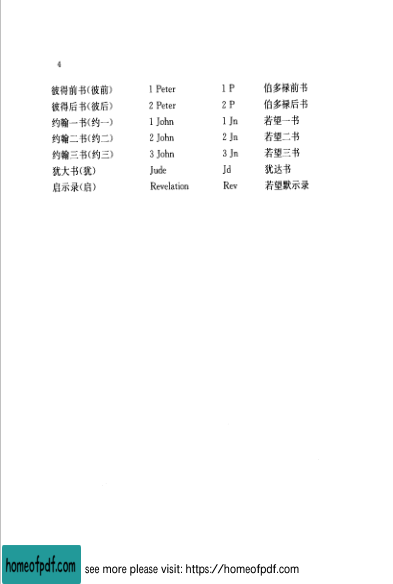 4
彼得前书(彼前) 1 Peter 1 P 伯多禄前书
彼得后书(彼后) 2 Peter 2 P 伯多禄后书
约翰一书(约一) 1 John 1 Jn 若望一书
约翰二书(约二) 2 John 2 Jn 若望二书
约翰三书(约三) 3 John 3 Jn 若望三书
犹大书(犹) Jude Jd 犹达书
启示录(启) Revelation Rev 若望默示录
homeofpdf.com see more please visit: https://homeofpdf.com